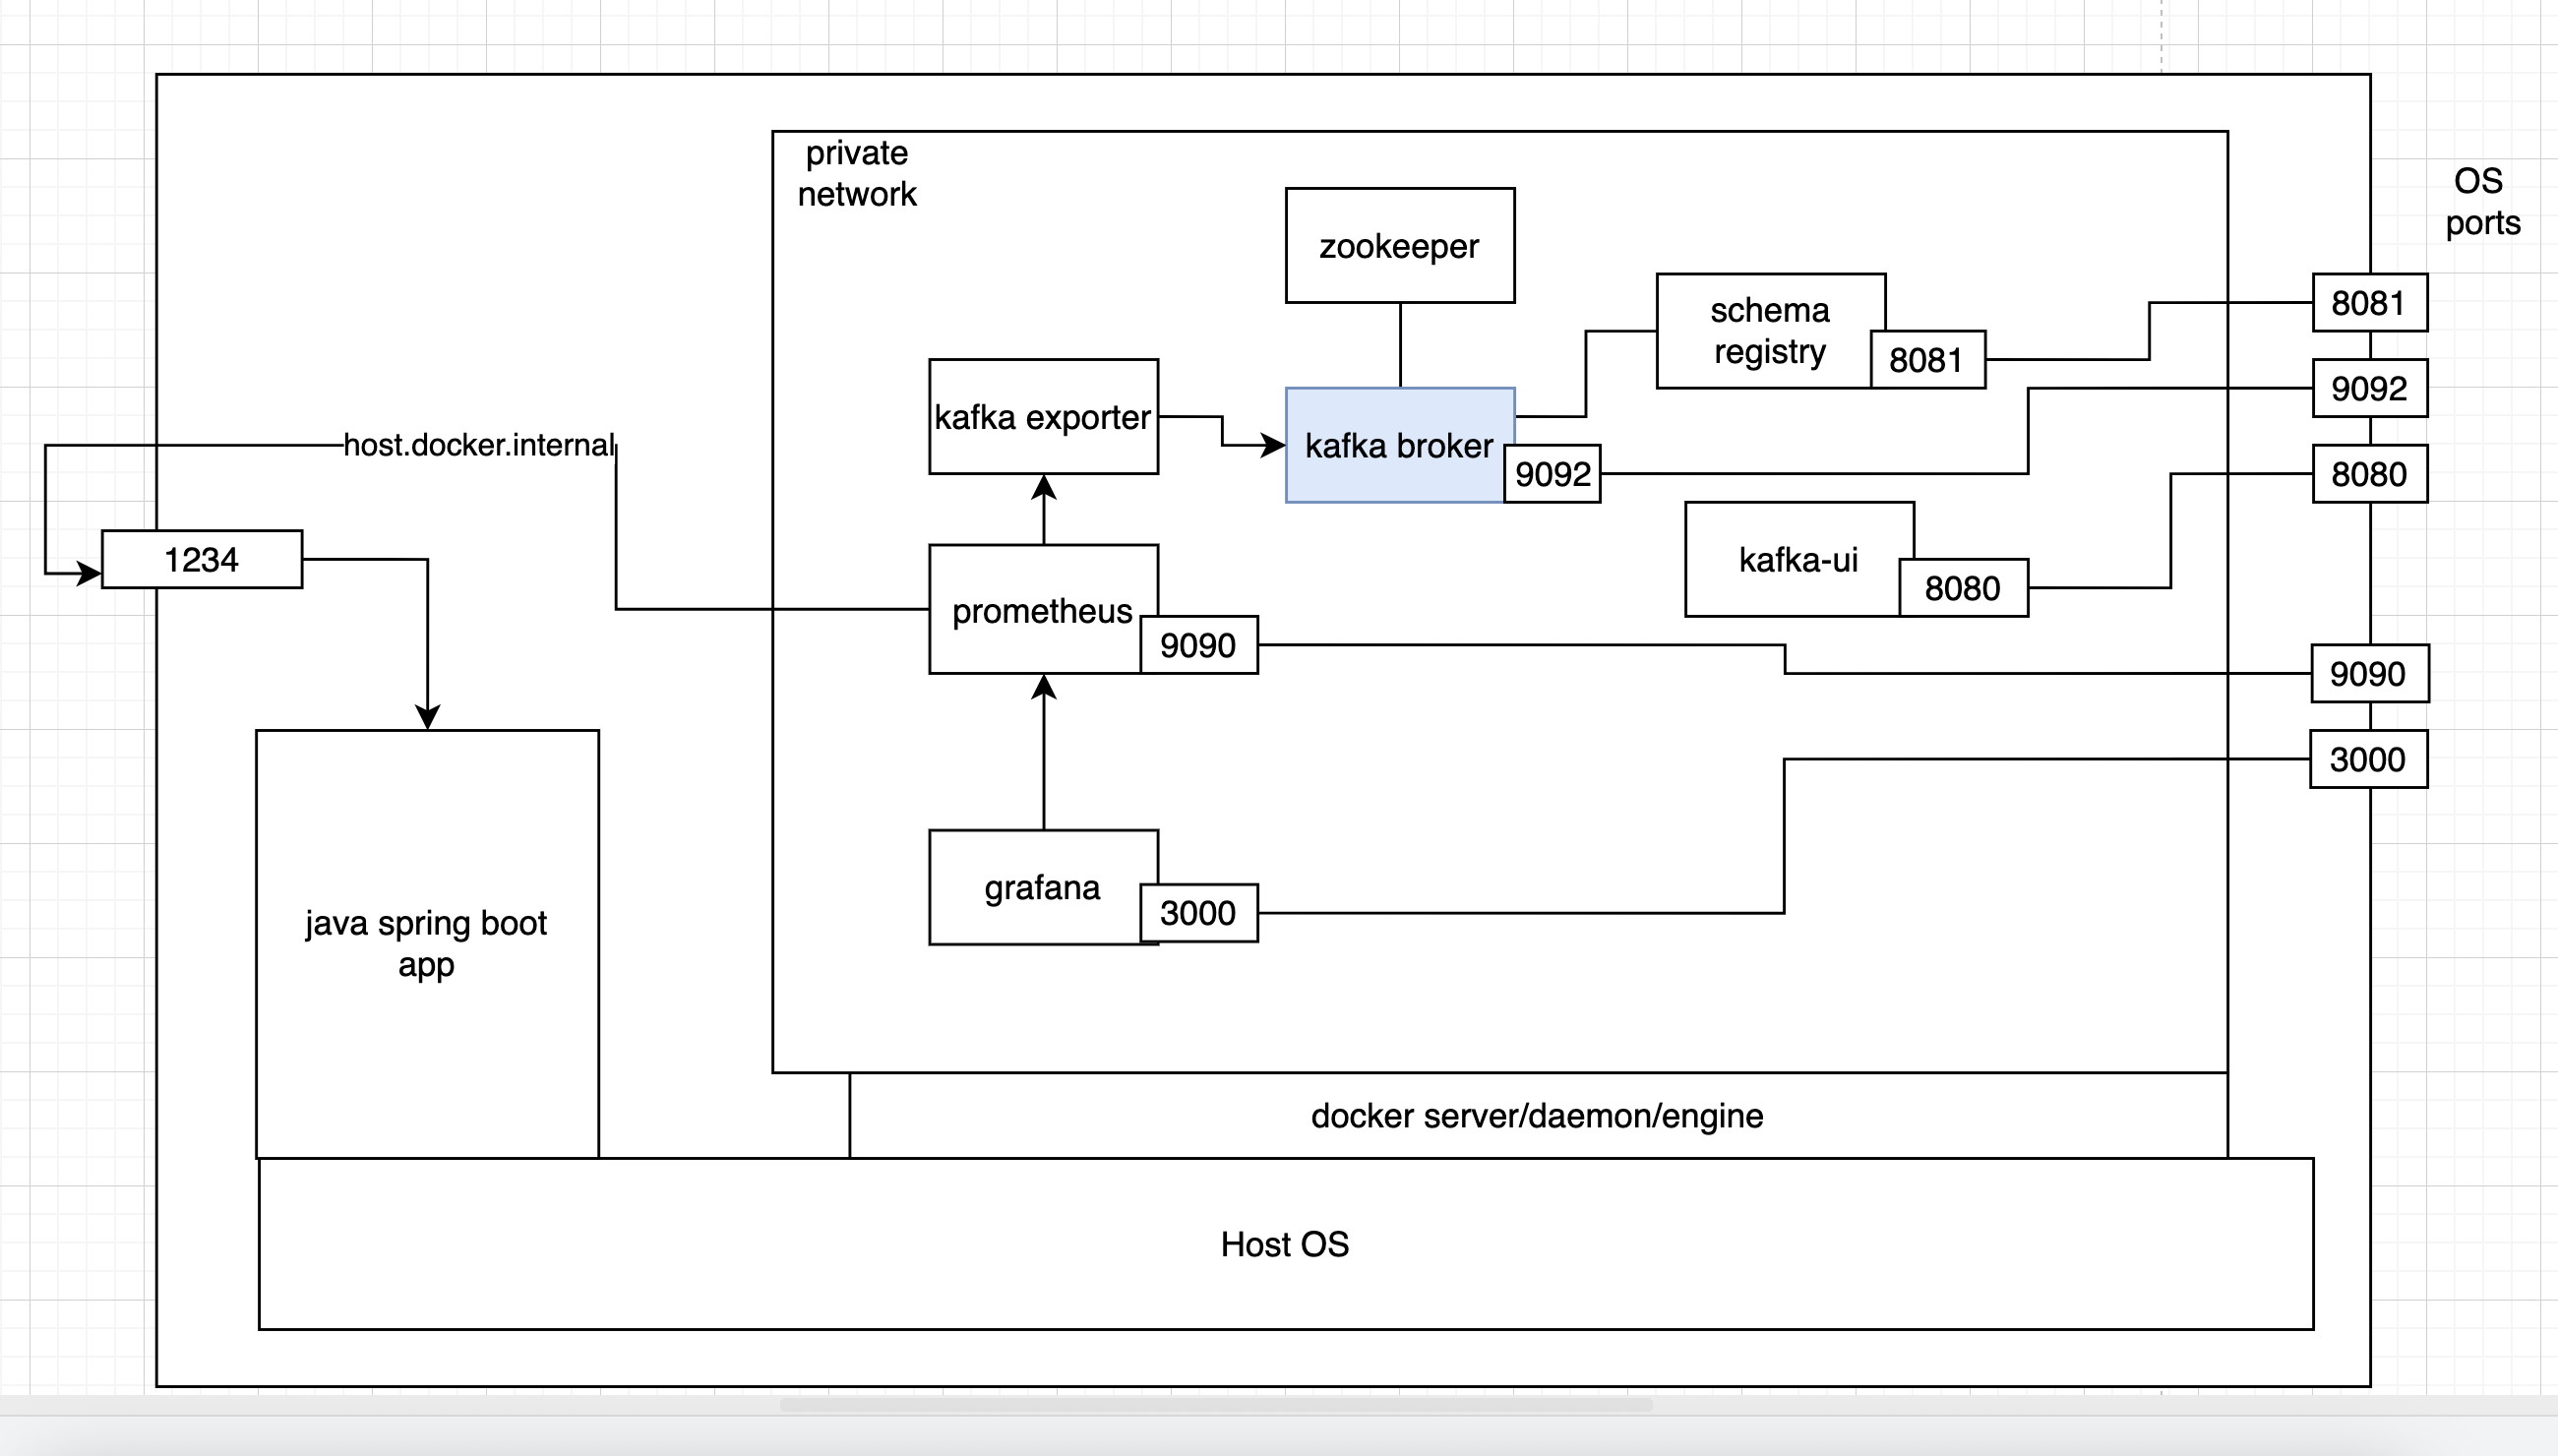 private
network
OS
ports
zookeeper
schema
registry
8081
8081
kafka exporter
kafka broker
9092
9092
8080
host.docker.internal
1234
kafka-ui
8080
prometheus
9090
9090
3000
grafana
3000
java spring boot
app
docker server/daemon/engine
Host OS